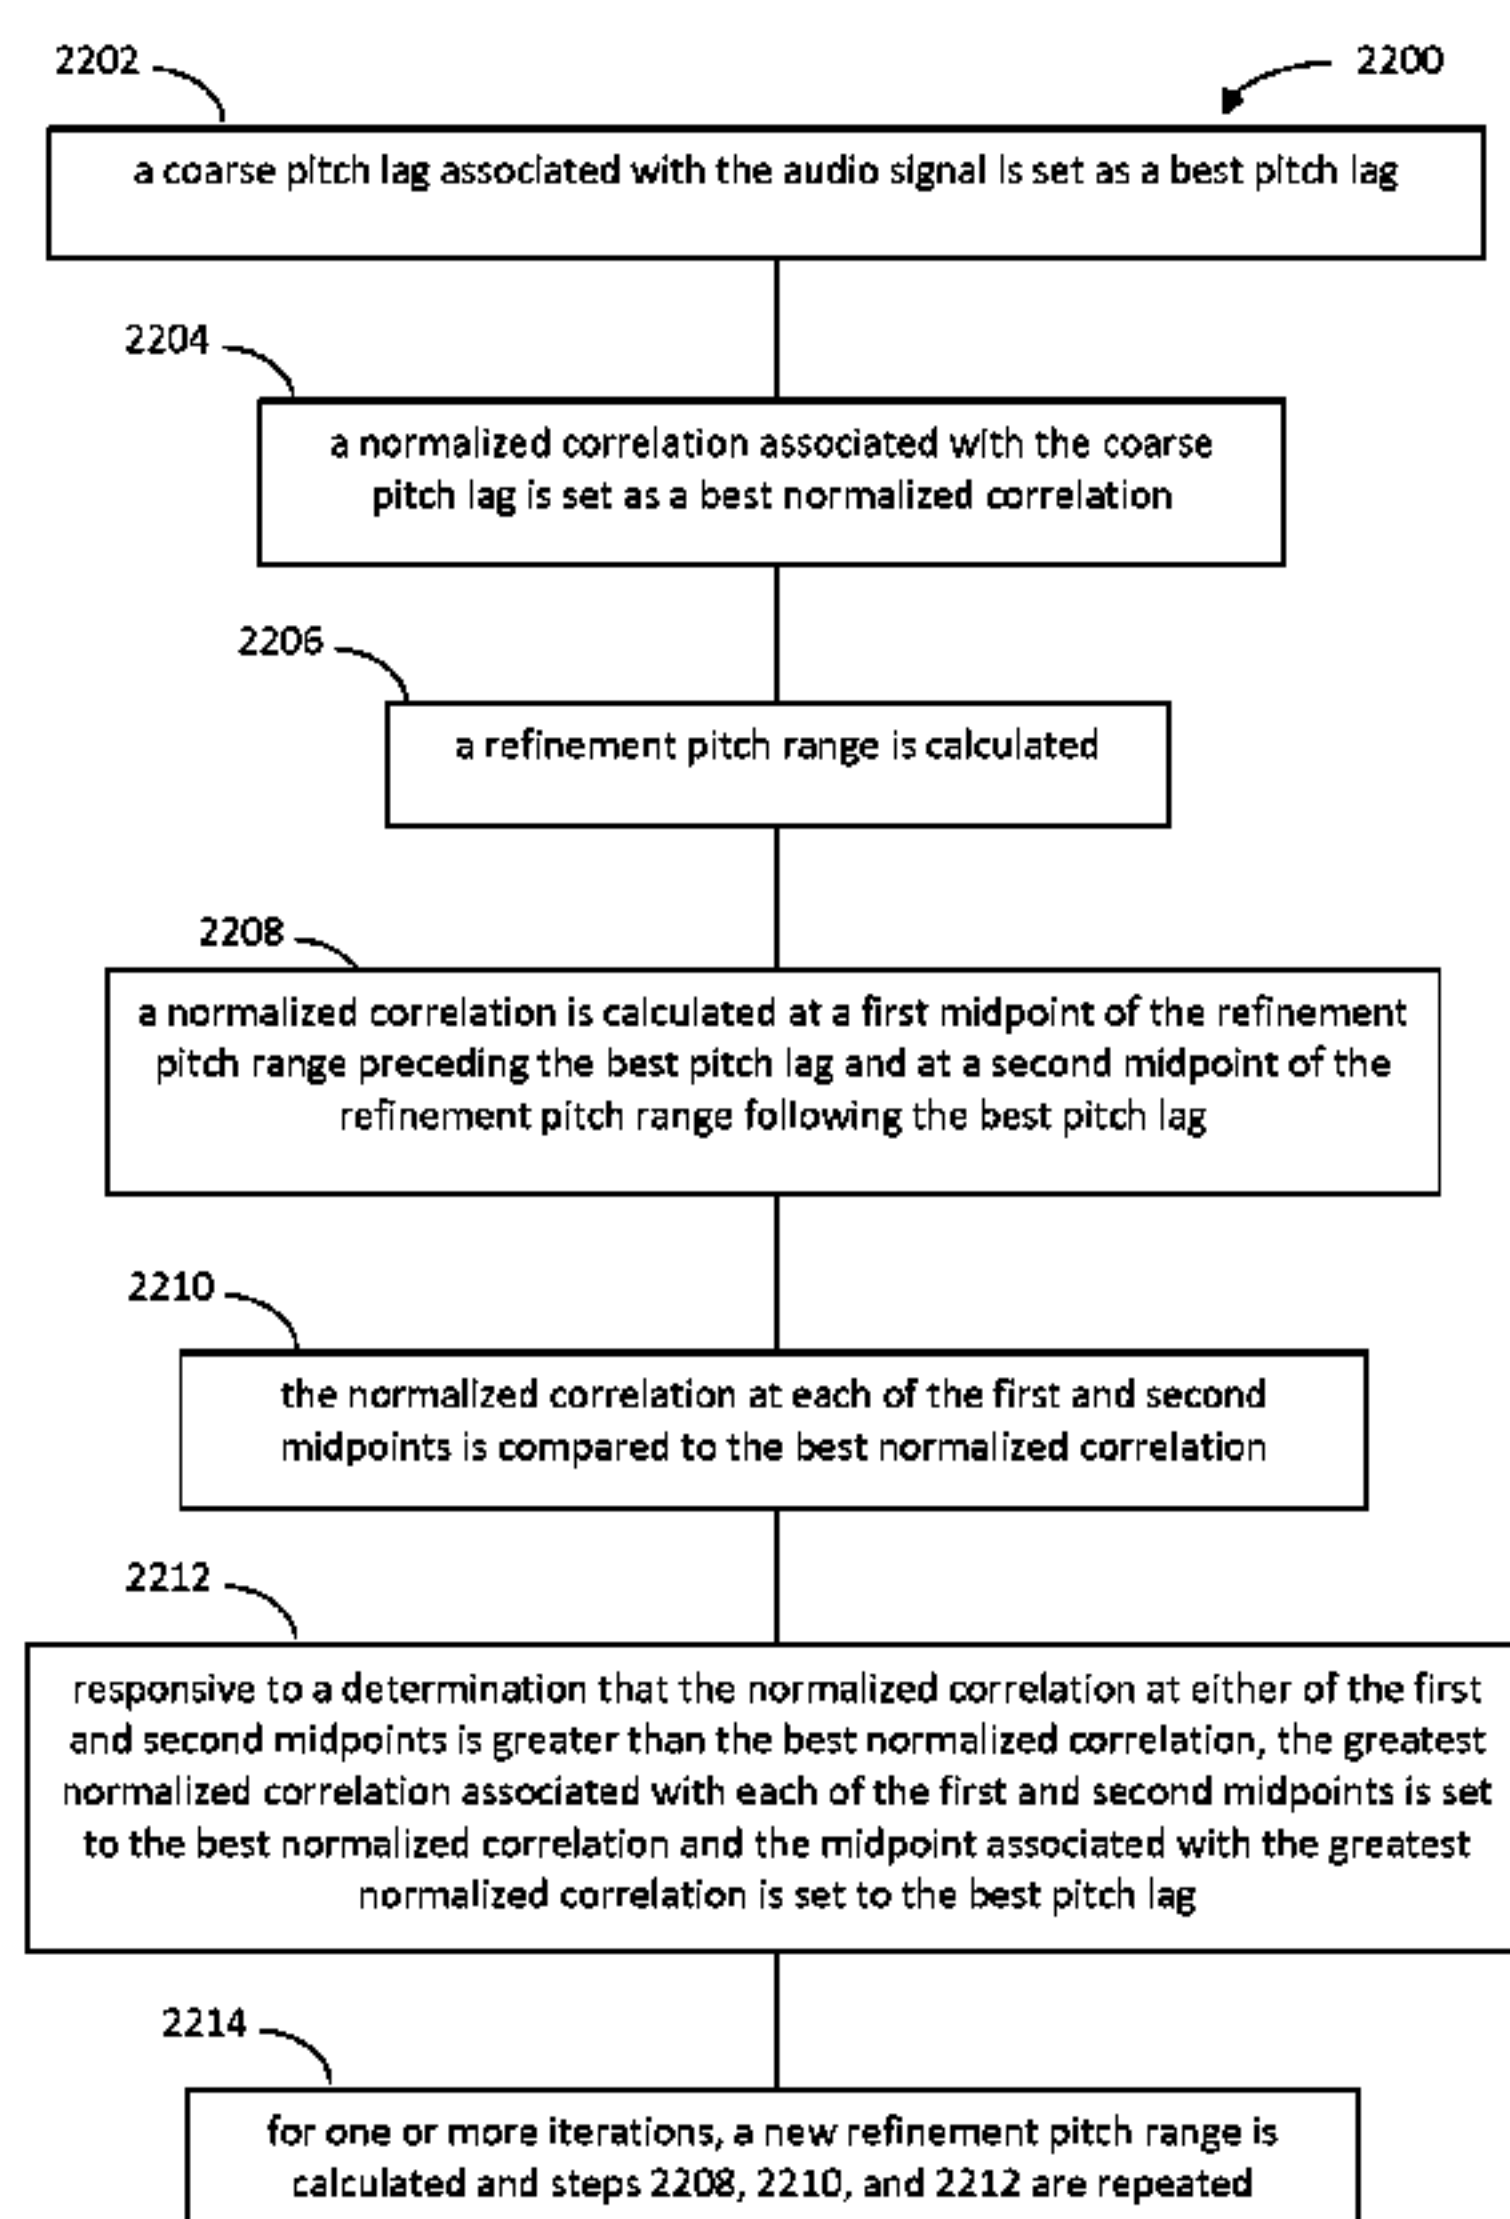 2202
2200
a coarse pitch lag associated with the audio signal is set as a best pitch lag
2204
a normalized correlation associated with the coarse
pitch lag is set as a best normalized correlation
2206
a refinement pitch range is calculated
2208
a normalized correlation is calculated at a first midpoint of the refinement
pitch range preceding the best pitch lag and at a second midpoint of the
refinement pitch range following the best pitch lag
2210
the normalized correlation at each of the first and second
midpoints is compared to the best normalized correlation
2212
responsive to a determination that the normalized correlation at either of the first
and second midpoints is greater than the best normalized correlation, the greatest
normalized correlation associated with each of the first and second midpoints is set
to the best normalized correlation and the midpoint associated with the greatest
normalized correlation is set to the best pitch lag
2214
for one or more iterations, a new refinement pitch range is
calculated and steps 2208, 2210, and 2212 are repeated